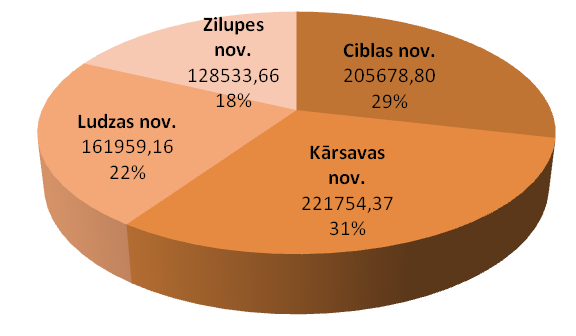 Zilupes
nov.
128533,66
18%
Ciblas nov.
205678,80
29%
Ludzas nov.
161959,16
22%
Kārsavas
nov.
221754,37
31%